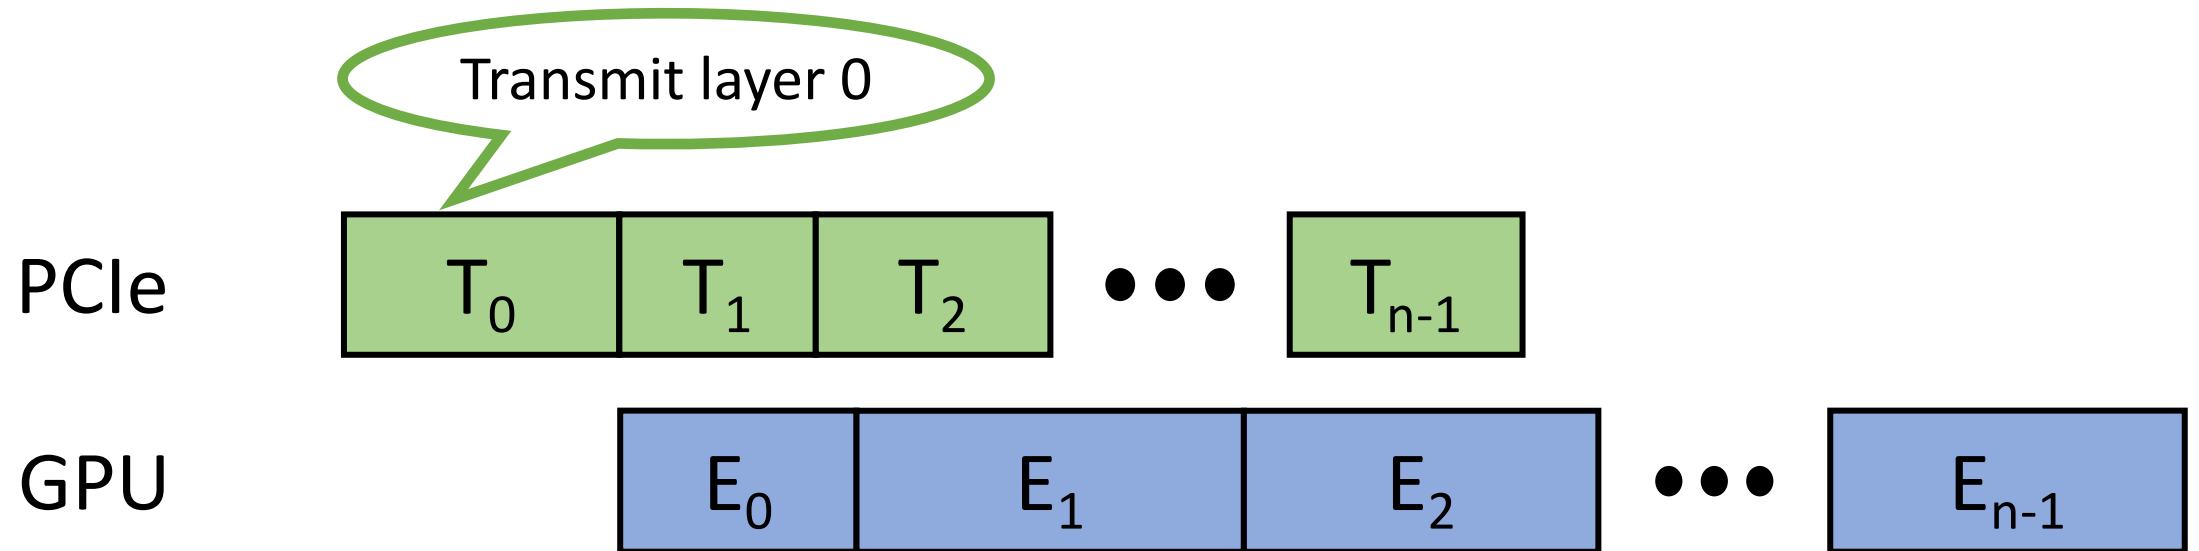 Transmit layer 0
PCIe T₀ T₁ T₂ ••• Tₙ₋₁
GPU E₀ E₁ E₂ ••• Eₙ₋₁